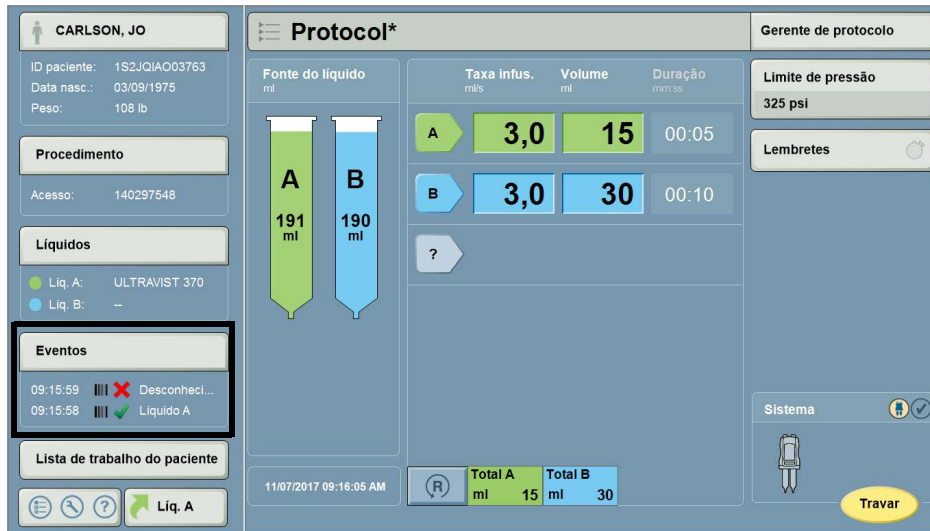 CARLSON, JO
ID paciente: 1S2JQIAO03763
Data nasc.: 03/09/1975
Peso: 108 lb
Procedimento
Acesso: 140297548
Líquidos
Líq. A: ULTRAVIST 370
Líq. B: --
Eventos
09:15:59 Desconheci...
09:15:58 Líquido A
Lista de trabalho do paciente
? Líq. A
Protocol*
Fonte do líquido
ml
A
191
ml
B
190
ml
Taxa infus. Volume Duração
ml/s ml mm:ss
A 3,0 15 00:05
B 3,0 30 00:10
?
11/07/2017 09:16:05 AM
R
Total A Total B
ml 15 ml 30
Gerente de protocolo
Limite de pressão
325 psi
Lembretes
Sistema
Travar